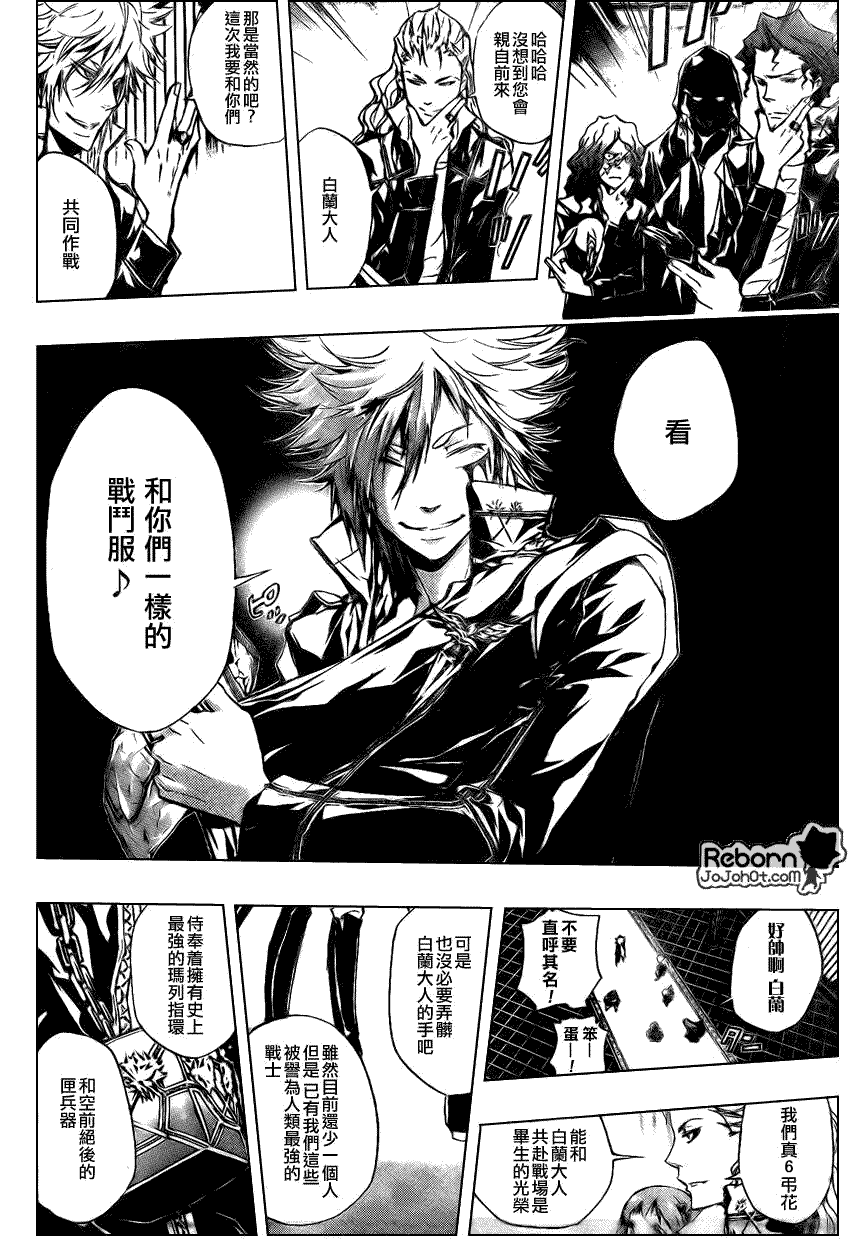 哈哈哈
沒想到您會
親自前來
白蘭大人
那是當然的吧?
這次我要和你們
共同作戰
看
和你們一樣的
戰鬥服♪
ピッ
Reborn
JoJoHOt.com
好帥啊 白蘭
不要
直呼其名!
笨—
蛋—!
我們真6弔花
能和
白蘭大人
共赴戰場是
畢生的光榮
可是
也沒必要弄髒
白蘭大人的手吧
雖然目前還少一個人
但是 已有我們這些
被譽為人類最強的
戰士
侍奉着擁有史上
最強的瑪列指環
和空前絕後的
匣兵器